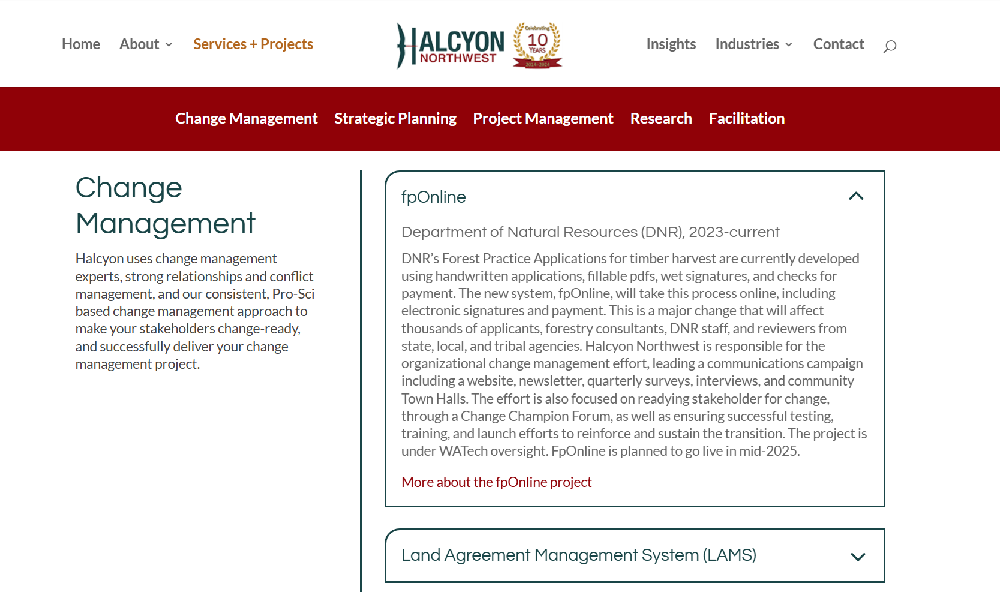 Home About Services + Projects
HALCYON
NORTHWEST
Celebrating
10
YEARS
2014-2024
Insights Industries Contact
Change Management Strategic Planning Project Management Research Facilitation
Change
Management
Halcyon uses change management
experts, strong relationships and conflict
management, and our consistent, Pro-Sci
based change management approach to
make your stakeholders change-ready,
and successfully deliver your change
management project.
fpOnline
Department of Natural Resources (DNR), 2023-current
DNR’s Forest Practice Applications for timber harvest are currently developed
using handwritten applications, fillable pdfs, wet signatures, and checks for
payment. The new system, fpOnline, will take this process online, including
electronic signatures and payment. This is a major change that will affect
thousands of applicants, forestry consultants, DNR staff, and reviewers from
state, local, and tribal agencies. Halcyon Northwest is responsible for the
organizational change management effort, leading a communications campaign
including a website, newsletter, quarterly surveys, interviews, and community
Town Halls. The effort is also focused on readying stakeholder for change,
through a Change Champion Forum, as well as ensuring successful testing,
training, and launch efforts to reinforce and sustain the transition. The project is
under WATech oversight. FpOnline is planned to go live in mid-2025.
More about the fpOnline project
Land Agreement Management System (LAMS)